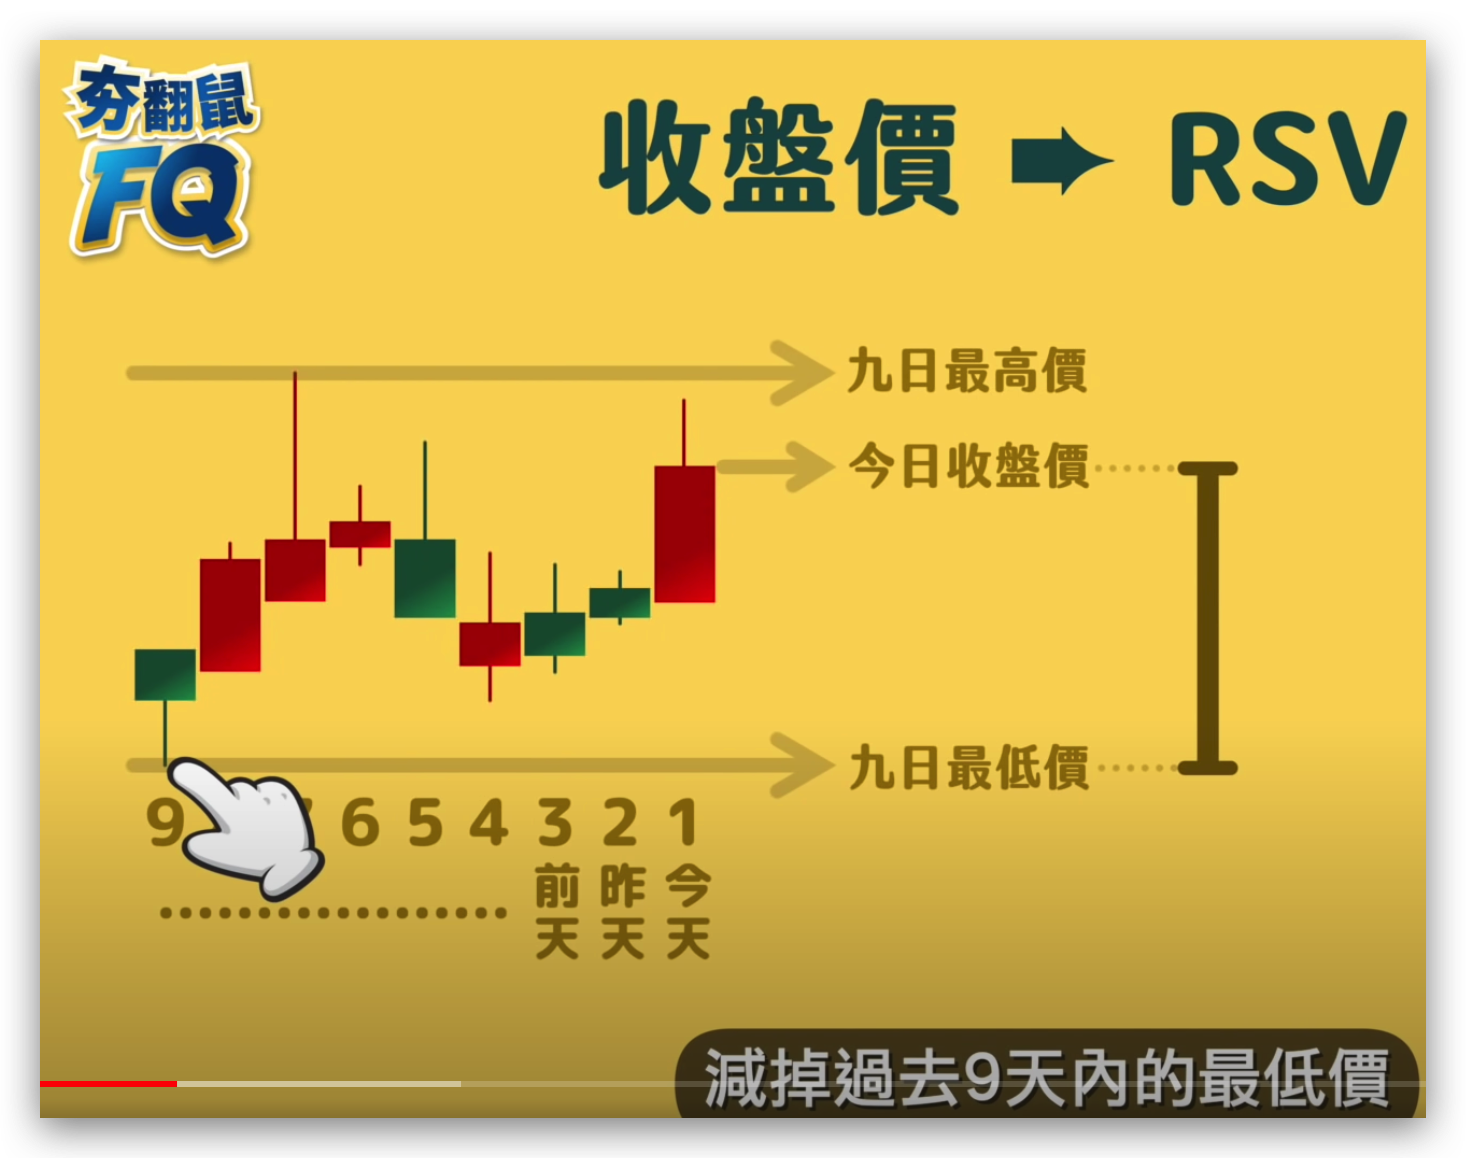 夯翻鼠
FQ
收盤價 ➡ RSV
九日最高價
今日收盤價
九日最低價
9 6 5 4 3 2 1
前天 昨天 今天
減掉過去9天內的最低價